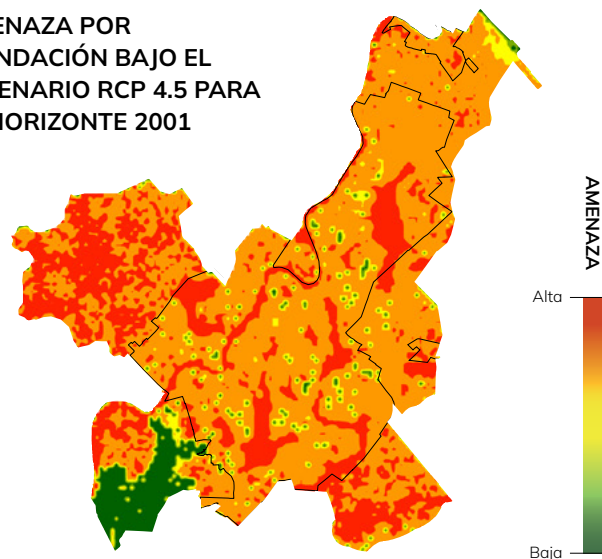 ENAZA POR
NDACIÓN BAJO EL
ENARIO RCP 4.5 PARA
HORIZONTE 2001
AMENAZA
Alta
Baja